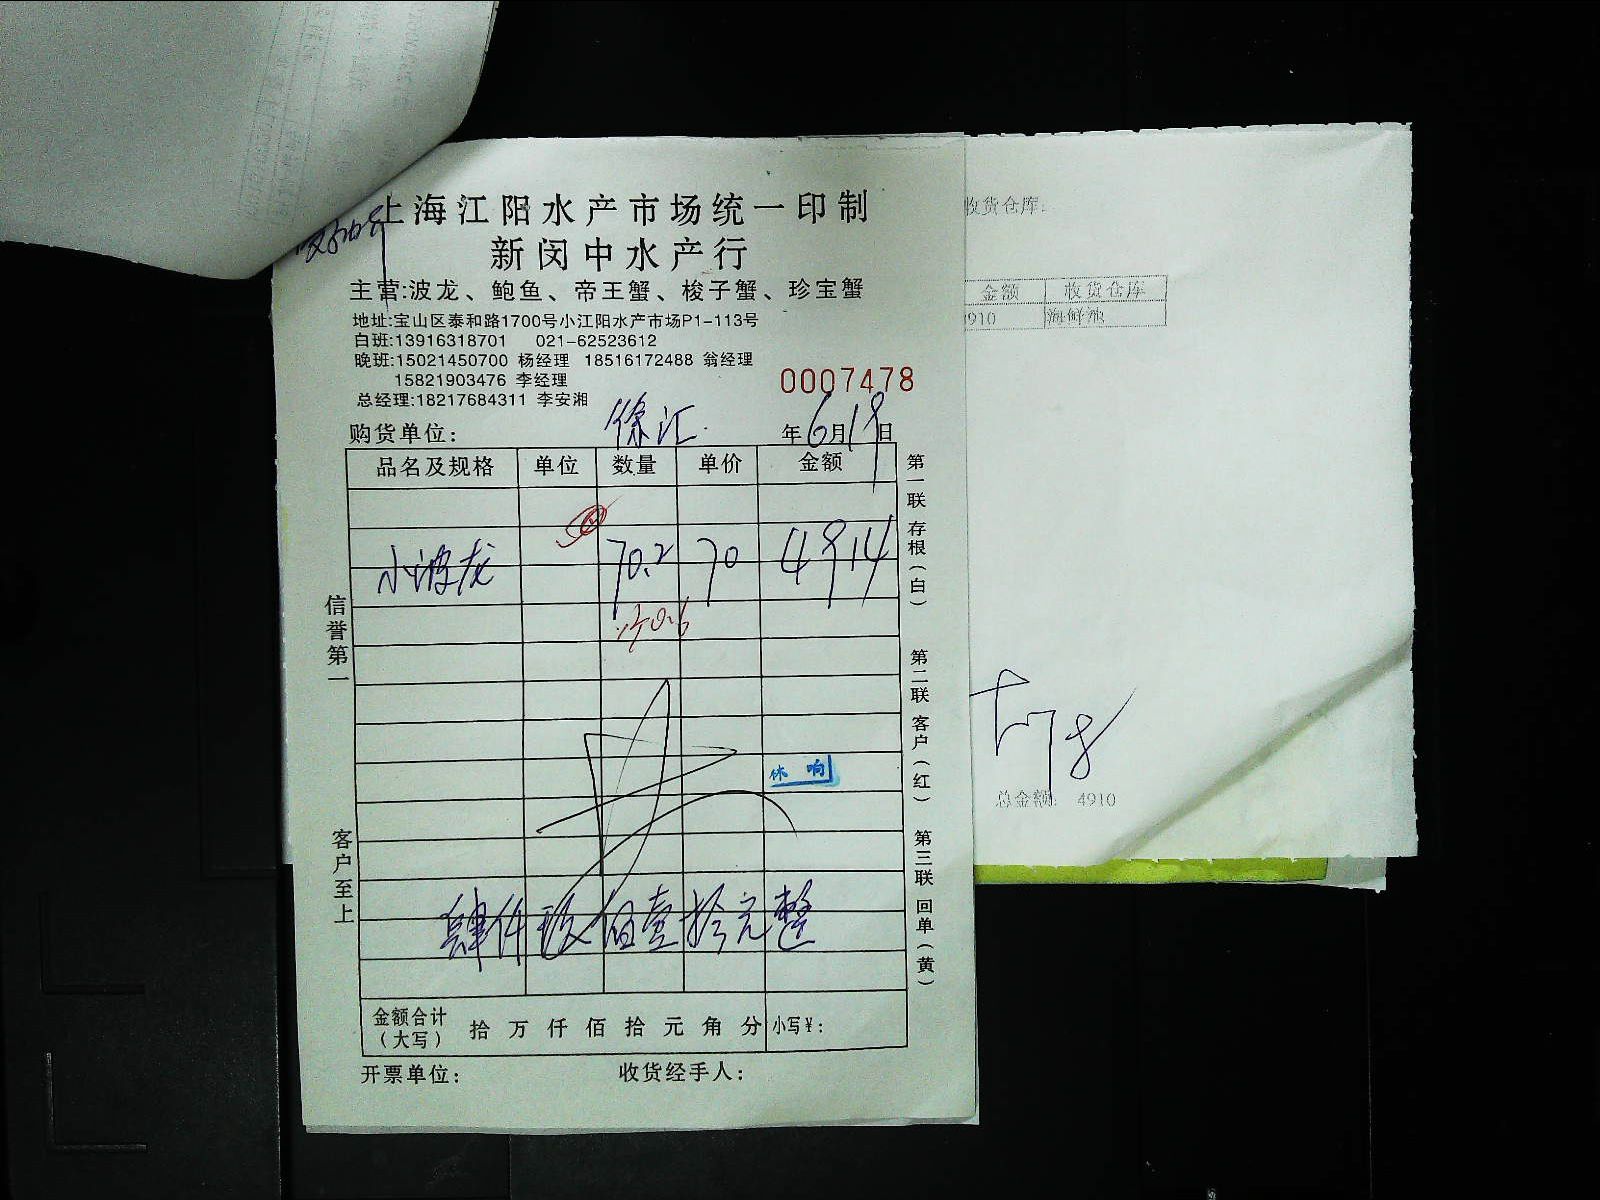 上海江阳水产市场统一印制
新闵中水产行
主营:波龙、鲍鱼、帝王蟹、梭子蟹、珍宝蟹
地址:宝山区泰和路1700号小江阳水产市场P1-113号
白班:13916318701 021-62523612
晚班:15021450700 杨经理 18516172488 翁经理
15821903476 李经理
总经理:18217684311 李安湘
0007478
购货单位: 徐汇 年6月19日
品名及规格 单位 数量 单价 金额
小波龙 70.2 70 4914
70.6
肆仟玖佰壹拾元整
金额合计(大写) 拾 万 仟 佰 拾 元 角 分 小写¥:
开票单位: 收货经手人:
信誉第一
客户至上
第一联 存根(白)
第二联 客户(红)
第三联 回单(黄)
收货仓库:
金额 收货仓库
4910 海鲜池
总金额: 4910